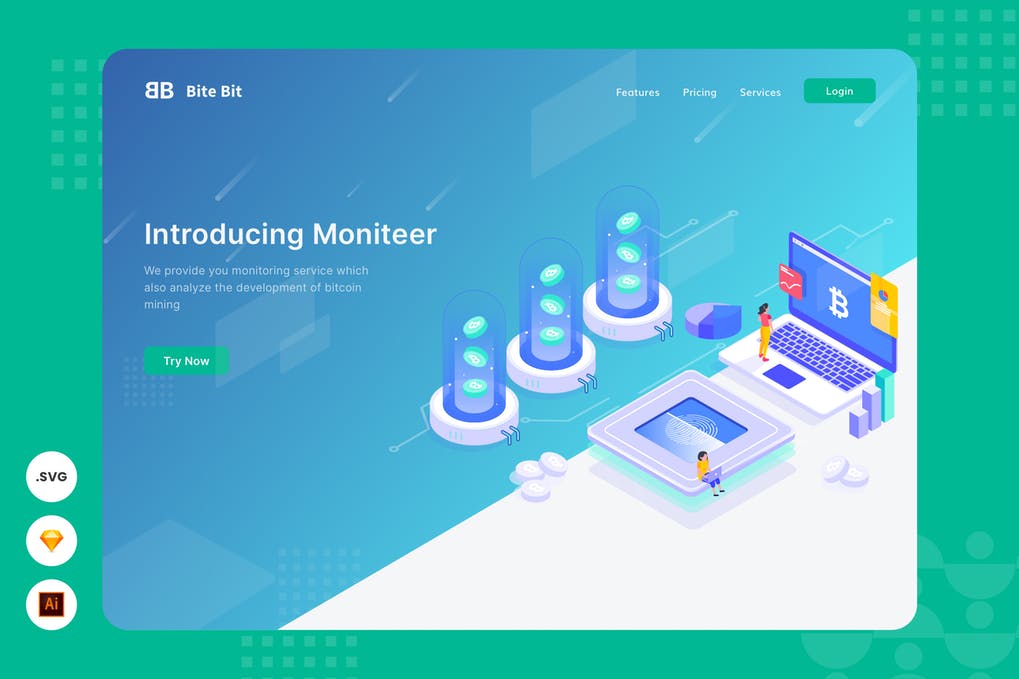 BB Bite Bit
Features Pricing Services Login
Introducing Moniteer
We provide you monitoring service which
also analyze the development of bitcoin
mining
Try Now
.SVG
Ai